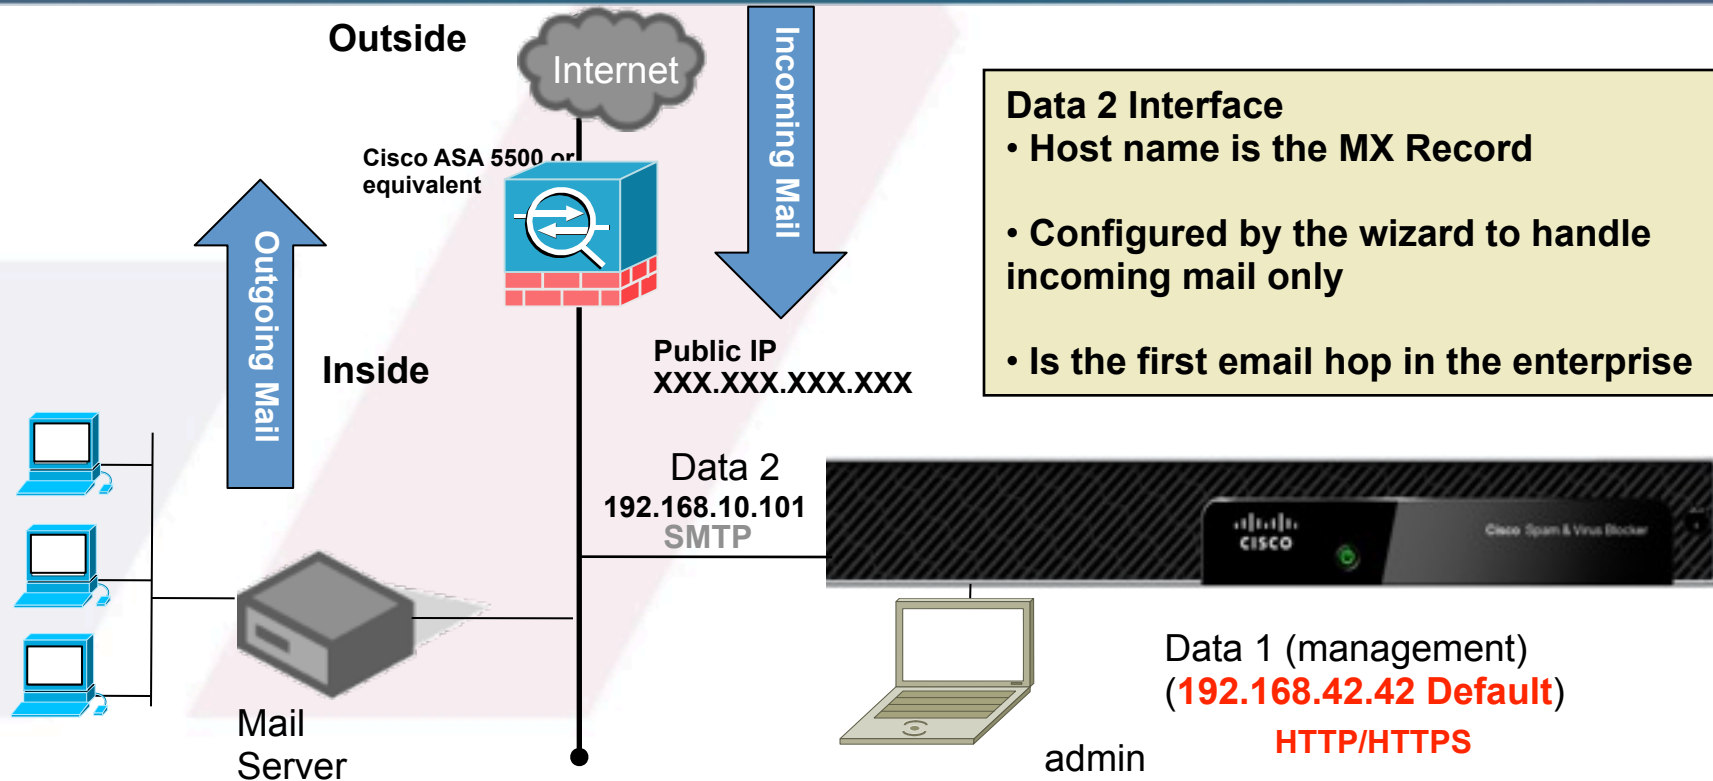 Outside
Internet
Incoming Mail
Cisco ASA 5500 or
equivalent
Outgoing Mail
Inside
Public IP
XXX.XXX.XXX.XXX
Data 2 Interface
• Host name is the MX Record
• Configured by the wizard to handle
incoming mail only
• Is the first email hop in the enterprise
Data 2
192.168.10.101
SMTP
CISCO
Cisco Spam & Virus Blocker
Mail
Server
admin
Data 1 (management)
(192.168.42.42 Default)
HTTP/HTTPS